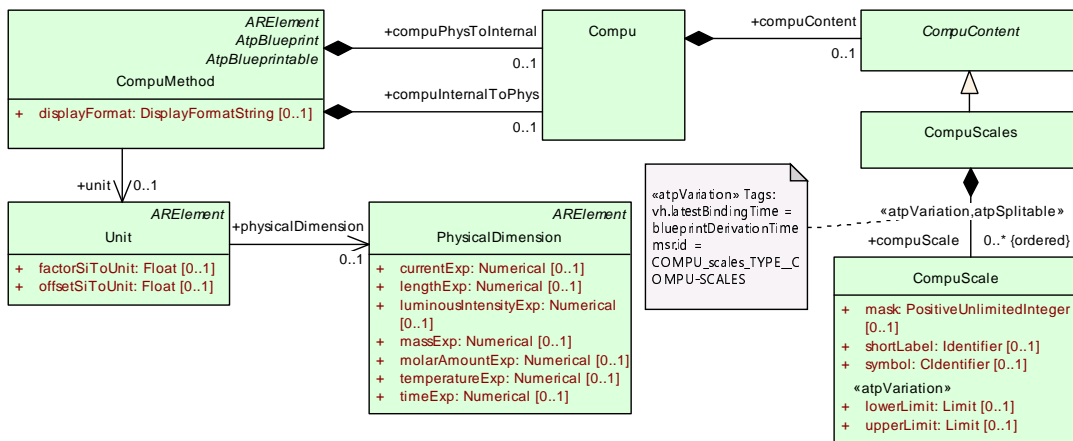 ARElement
AtpBlueprint
AtpBlueprintable
CompuMethod
+ displayFormat: DisplayFormatString [0..1]
+compuPhysToInternal
0..1
+compuInternalToPhys
0..1
Compu
+compuContent
0..1
CompuContent
CompuScales
+unit
0..1
ARElement
Unit
+ factorSiToUnit: Float [0..1]
+ offsetSiToUnit: Float [0..1]
+physicalDimension
0..1
ARElement
PhysicalDimension
+ currentExp: Numerical [0..1]
+ lengthExp: Numerical [0..1]
+ luminousIntensityExp: Numerical
[0..1]
+ massExp: Numerical [0..1]
+ molarAmountExp: Numerical [0..1]
+ temperatureExp: Numerical [0..1]
+ timeExp: Numerical [0..1]
«atpVariation» Tags:
vh.latestBindingTime =
blueprintDerivationTime
msr.id =
COMPU_scales_TYPE__C
OMPU-SCALES
«atpVariation,atpSplitable»
+compuScale
0..* {ordered}
CompuScale
+ mask: PositiveUnlimitedInteger
[0..1]
+ shortLabel: Identifier [0..1]
+ symbol: CIdentifier [0..1]
«atpVariation»
+ lowerLimit: Limit [0..1]
+ upperLimit: Limit [0..1]